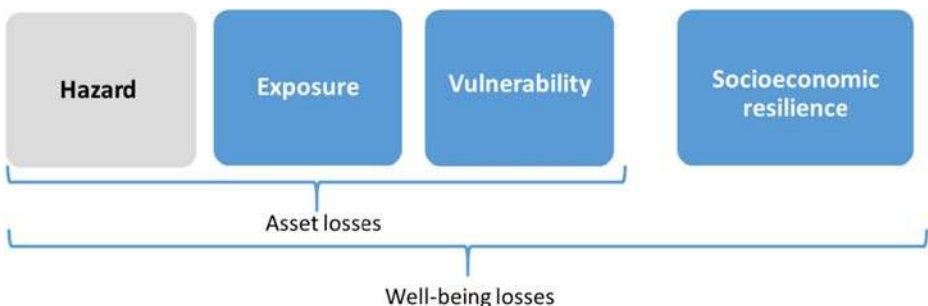 Hazard
Exposure
Vulnerability
Socioeconomic
resilience
Asset losses
Well-being losses